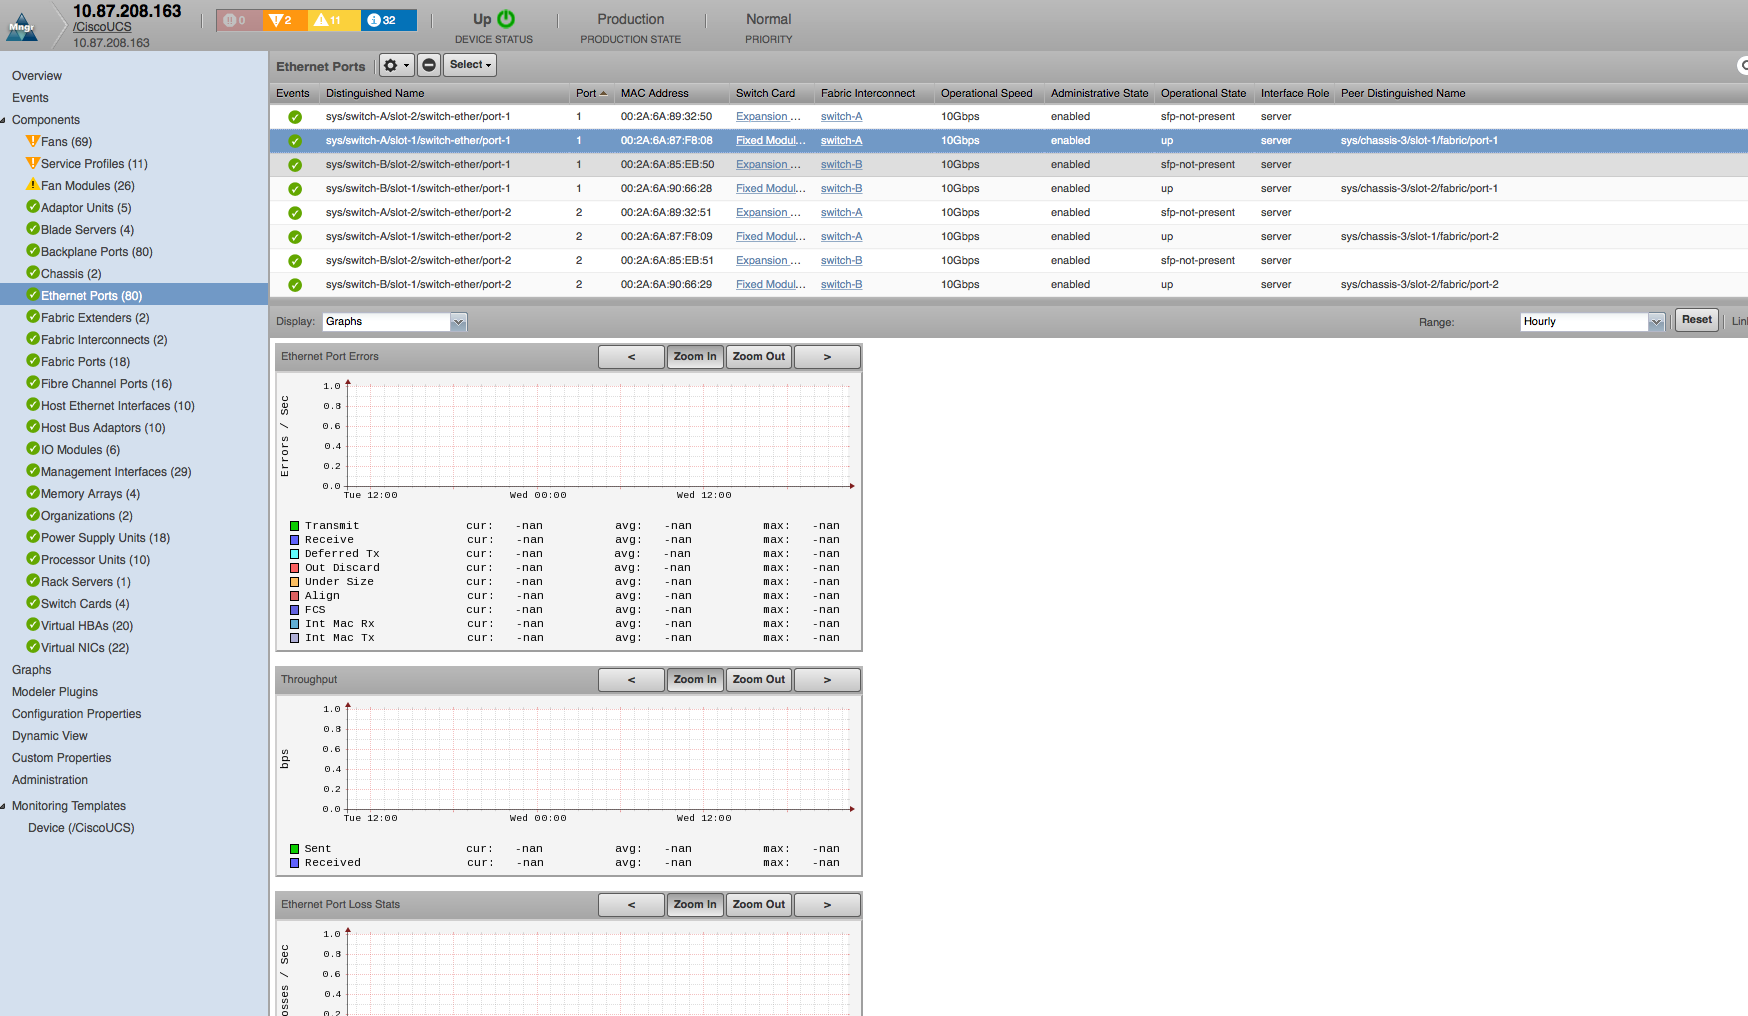 Mngr
10.87.208.163
/CiscoUCS
10.87.208.163
0 2 11 32
Up
DEVICE STATUS
Production
PRODUCTION STATE
Normal
PRIORITY
Overview
Events
Components
Fans (69)
Service Profiles (11)
Fan Modules (26)
Adaptor Units (5)
Blade Servers (4)
Backplane Ports (80)
Chassis (2)
Ethernet Ports (80)
Fabric Extenders (2)
Fabric Interconnects (2)
Fabric Ports (18)
Fibre Channel Ports (16)
Host Ethernet Interfaces (10)
Host Bus Adaptors (10)
IO Modules (6)
Management Interfaces (29)
Memory Arrays (4)
Organizations (2)
Power Supply Units (18)
Processor Units (10)
Rack Servers (1)
Switch Cards (4)
Virtual HBAs (20)
Virtual NICs (22)
Graphs
Modeler Plugins
Configuration Properties
Dynamic View
Custom Properties
Administration
Monitoring Templates
Device (/CiscoUCS)
Ethernet Ports Select
Events Distinguished Name Port MAC Address Switch Card Fabric Interconnect Operational Speed Administrative State Operational State Interface Role Peer Distinguished Name
sys/switch-A/slot-2/switch-ether/port-1 1 00:2A:6A:89:32:50 Expansion ... switch-A 10Gbps enabled sfp-not-present server
sys/switch-A/slot-1/switch-ether/port-1 1 00:2A:6A:87:F8:08 Fixed Modul... switch-A 10Gbps enabled up server sys/chassis-3/slot-1/fabric/port-1
sys/switch-B/slot-2/switch-ether/port-1 1 00:2A:6A:85:EB:50 Expansion ... switch-B 10Gbps enabled sfp-not-present server
sys/switch-B/slot-1/switch-ether/port-1 1 00:2A:6A:90:66:28 Fixed Modul... switch-B 10Gbps enabled up server sys/chassis-3/slot-2/fabric/port-1
sys/switch-A/slot-2/switch-ether/port-2 2 00:2A:6A:89:32:51 Expansion ... switch-A 10Gbps enabled sfp-not-present server
sys/switch-A/slot-1/switch-ether/port-2 2 00:2A:6A:87:F8:09 Fixed Modul... switch-A 10Gbps enabled up server sys/chassis-3/slot-1/fabric/port-2
sys/switch-B/slot-2/switch-ether/port-2 2 00:2A:6A:85:EB:51 Expansion ... switch-B 10Gbps enabled sfp-not-present server
sys/switch-B/slot-1/switch-ether/port-2 2 00:2A:6A:90:66:29 Fixed Modul... switch-B 10Gbps enabled up server sys/chassis-3/slot-2/fabric/port-2
Display: Graphs Range: Hourly Reset
Ethernet Port Errors < Zoom In Zoom Out >
Errors / Sec
1.0
0.8
0.6
0.4
0.2
0.0
Tue 12:00 Wed 00:00 Wed 12:00
Transmit cur: -nan avg: -nan max: -nan
Receive cur: -nan avg: -nan max: -nan
Deferred Tx cur: -nan avg: -nan max: -nan
Out Discard cur: -nan avg: -nan max: -nan
Under Size cur: -nan avg: -nan max: -nan
Align cur: -nan avg: -nan max: -nan
FCS cur: -nan avg: -nan max: -nan
Int Mac Rx cur: -nan avg: -nan max: -nan
Int Mac Tx cur: -nan avg: -nan max: -nan
Throughput < Zoom In Zoom Out >
bps
1.0
0.8
0.6
0.4
0.2
0.0
Tue 12:00 Wed 00:00 Wed 12:00
Sent cur: -nan avg: -nan max: -nan
Received cur: -nan avg: -nan max: -nan
Ethernet Port Loss Stats < Zoom In Zoom Out >
/ Sec
1.0
0.8
0.6
0.4
0.2